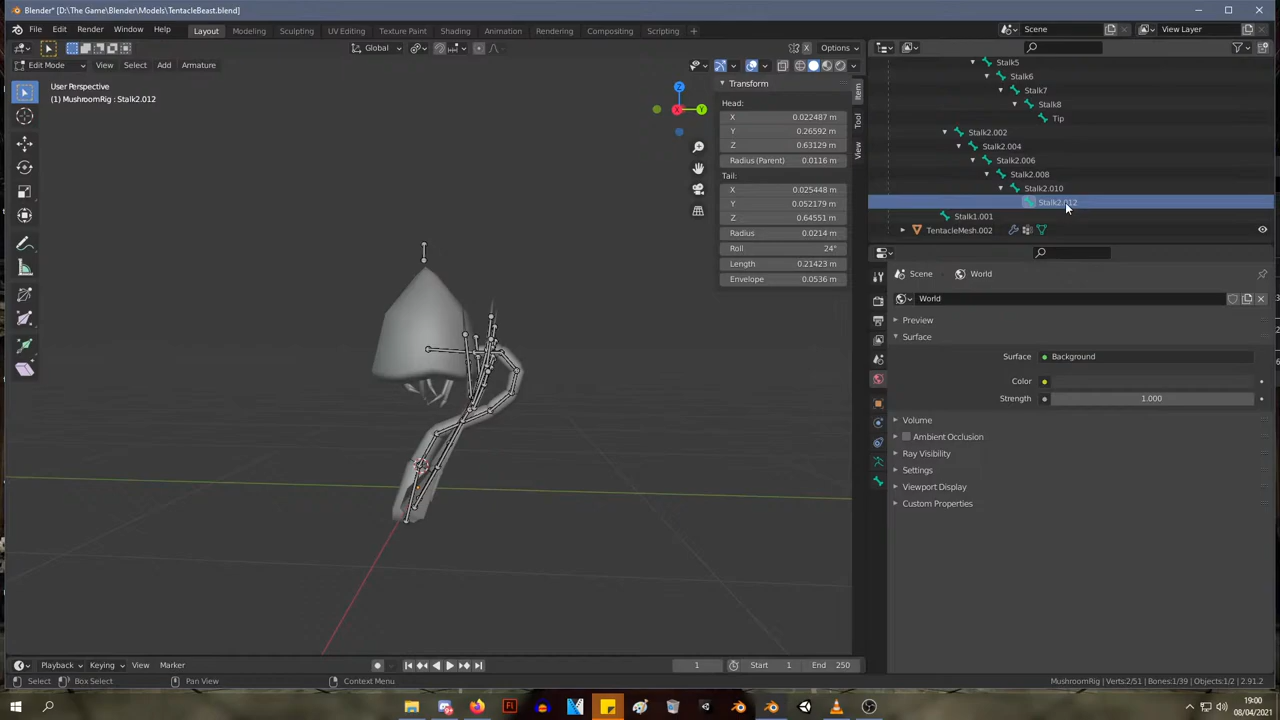 Blender* [D:\The Game\Blender\Models\TentacleBeast.blend]
File Edit Render Window Help Layout Modeling Sculpting UV Editing Texture Paint Shading Animation Rendering Compositing Scripting + Scene View Layer
Global Options
Edit Mode View Select Add Armature
User Perspective
(1) MushroomRig : Stalk2.012
X Y
Z
Transform
Head:
X 0.022487 m
Y 0.26592 m
Z 0.63129 m
Radius (Parent) 0.0116 m
Tail:
X 0.025448 m
Y 0.052179 m
Z 0.64551 m
Radius 0.0214 m
Roll 24°
Length 0.21423 m
Envelope 0.0536 m
Item
Tool
View
Stalk5
Stalk6
Stalk7
Stalk8
Tip
Stalk2.002
Stalk2.004
Stalk2.006
Stalk2.008
Stalk2.010
Stalk2.012
Stalk1.001
TentacleMesh.002
Scene World
World
Preview
Surface
Surface Background
Color
Strength 1.000
Volume
Ambient Occlusion
Ray Visibility
Settings
Viewport Display
Custom Properties
Playback Keying View Marker 1 Start 1 End 250
Select Box Select Pan View Context Menu MushroomRig | Verts:2/51 | Bones:1/39 | Objects:1/2 | 2.91.2
Fl
19:00
08/04/2021